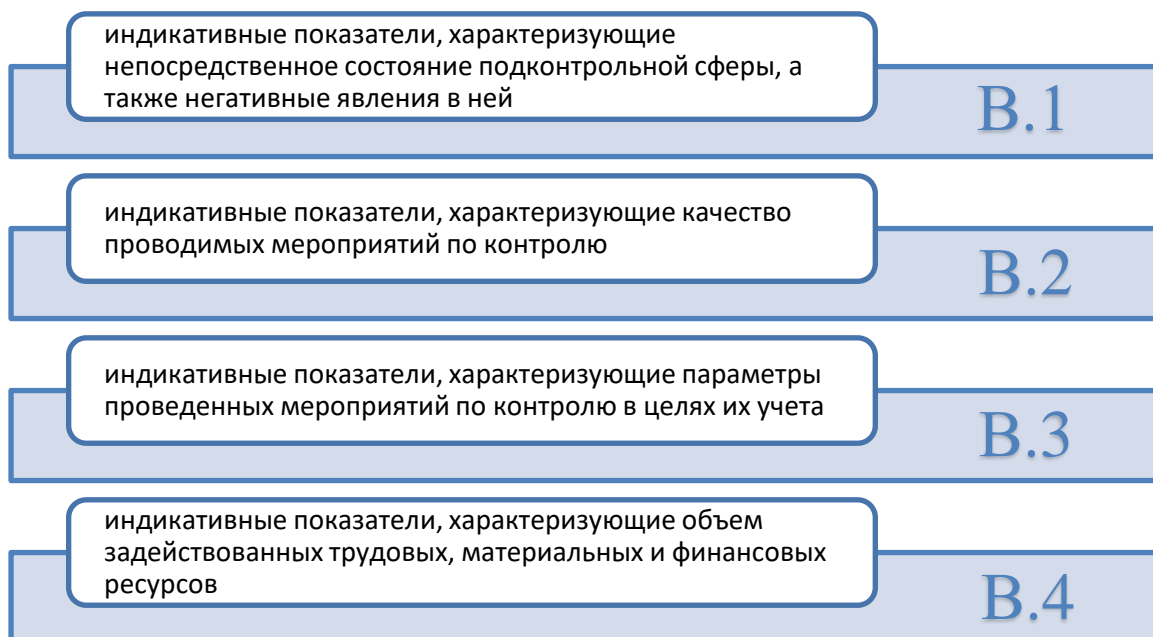 индикативные показатели, характеризующие
непосредственное состояние подконтрольной сферы, а
также негативные явления в ней
В.1
индикативные показатели, характеризующие качество
проводимых мероприятий по контролю
В.2
индикативные показатели, характеризующие параметры
проведенных мероприятий по контролю в целях их учета
В.3
индикативные показатели, характеризующие объем
задействованных трудовых, материальных и финансовых
ресурсов
В.4